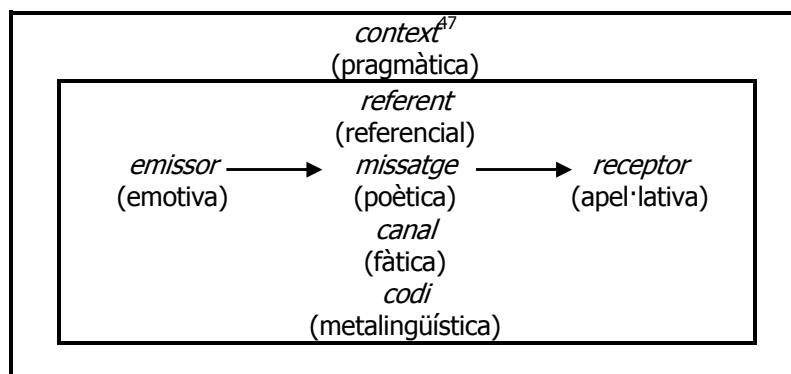 context47
(pragmàtica)
referent
(referencial)
emissor missatge receptor
(emotiva) (poètica) (apel·lativa)
canal
(fàtica)
codi
(metalingüística)